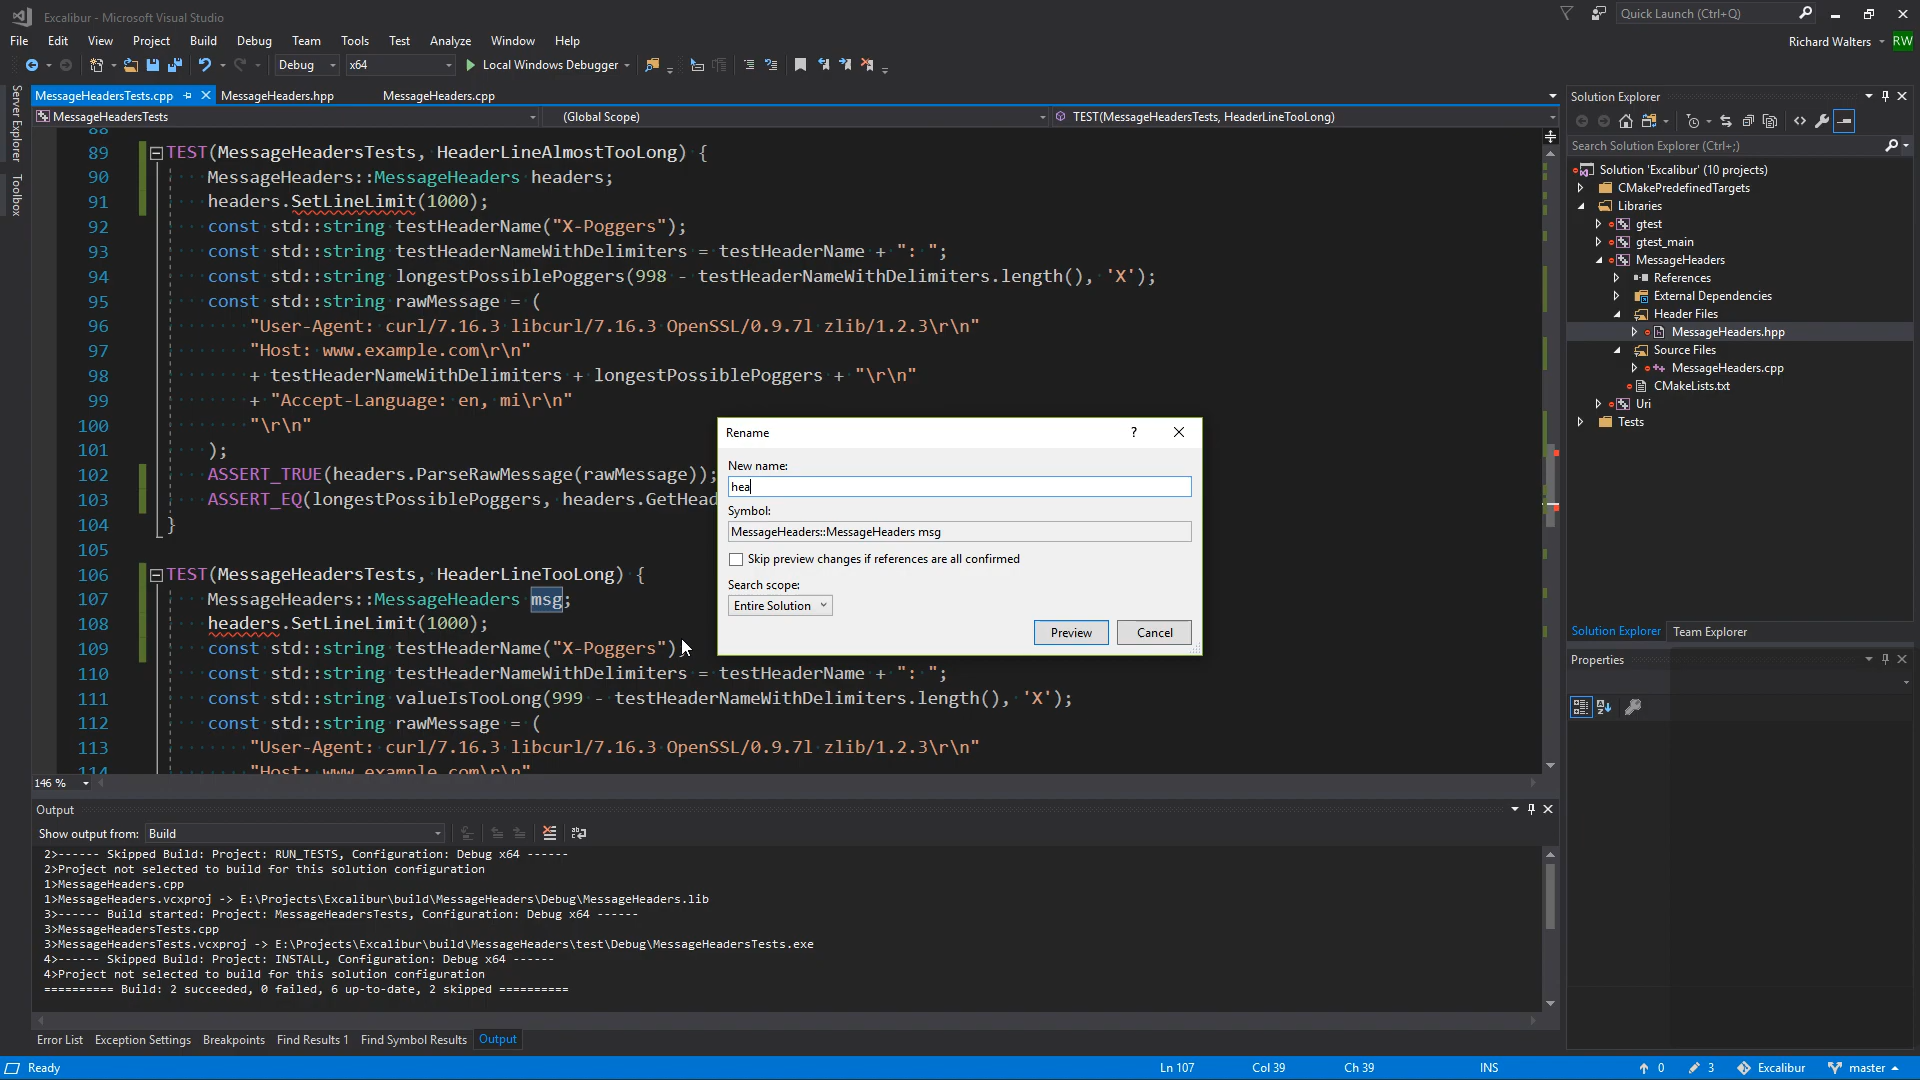 Excalibur - Microsoft Visual Studio
Quick Launch (Ctrl+Q)
File Edit View Project Build Debug Team Tools Test Analyze Window Help
Richard Walters RW
Debug x64 Local Windows Debugger
Server Explorer
Toolbox
MessageHeadersTests.cpp MessageHeaders.hpp MessageHeaders.cpp
MessageHeadersTests (Global Scope) TEST(MessageHeadersTests, HeaderLineTooLong)
88
89 TEST(MessageHeadersTests, HeaderLineAlmostTooLong) {
90 MessageHeaders::MessageHeaders headers;
91 headers.SetLineLimit(1000);
92 const std::string testHeaderName("X-Poggers");
93 const std::string testHeaderNameWithDelimiters = testHeaderName + ": ";
94 const std::string longestPossiblePoggers(998 - testHeaderNameWithDelimiters.length(), 'X');
95 const std::string rawMessage = (
96 "User-Agent: curl/7.16.3 libcurl/7.16.3 OpenSSL/0.9.7l zlib/1.2.3\r\n"
97 "Host: www.example.com\r\n"
98 + testHeaderNameWithDelimiters + longestPossiblePoggers + "\r\n"
99 + "Accept-Language: en, mi\r\n"
100 "\r\n"
101 );
102 ASSERT_TRUE(headers.ParseRawMessage(rawMessage));
103 ASSERT_EQ(longestPossiblePoggers, headers.GetHead
104 }
105
106 TEST(MessageHeadersTests, HeaderLineTooLong) {
107 MessageHeaders::MessageHeaders msg;
108 headers.SetLineLimit(1000);
109 const std::string testHeaderName("X-Poggers");
110 const std::string testHeaderNameWithDelimiters = testHeaderName + ": ";
111 const std::string valueIsTooLong(999 - testHeaderNameWithDelimiters.length(), 'X');
112 const std::string rawMessage = (
113 "User-Agent: curl/7.16.3 libcurl/7.16.3 OpenSSL/0.9.7l zlib/1.2.3\r\n"
114 "Host: www.example.com\r\n"
146 %
Rename
?
New name:
hea
Symbol:
MessageHeaders::MessageHeaders msg
Skip preview changes if references are all confirmed
Search scope:
Entire Solution
Preview Cancel
Output
Show output from: Build
2>------ Skipped Build: Project: RUN_TESTS, Configuration: Debug x64 ------
2>Project not selected to build for this solution configuration
1>MessageHeaders.cpp
1>MessageHeaders.vcxproj -> E:\Projects\Excalibur\build\MessageHeaders\Debug\MessageHeaders.lib
3>------ Build started: Project: MessageHeadersTests, Configuration: Debug x64 ------
3>MessageHeadersTests.cpp
3>MessageHeadersTests.vcxproj -> E:\Projects\Excalibur\build\MessageHeaders\test\Debug\MessageHeadersTests.exe
4>------ Skipped Build: Project: INSTALL, Configuration: Debug x64 ------
4>Project not selected to build for this solution configuration
========== Build: 2 succeeded, 0 failed, 6 up-to-date, 2 skipped ==========
Error List Exception Settings Breakpoints Find Results 1 Find Symbol Results Output
Solution Explorer
Search Solution Explorer (Ctrl+;)
Solution 'Excalibur' (10 projects)
CMakePredefinedTargets
Libraries
gtest
gtest_main
MessageHeaders
References
External Dependencies
Header Files
MessageHeaders.hpp
Source Files
MessageHeaders.cpp
CMakeLists.txt
Uri
Tests
Solution Explorer Team Explorer
Properties
Ready Ln 107 Col 39 Ch 39 INS 0 3 Excalibur master